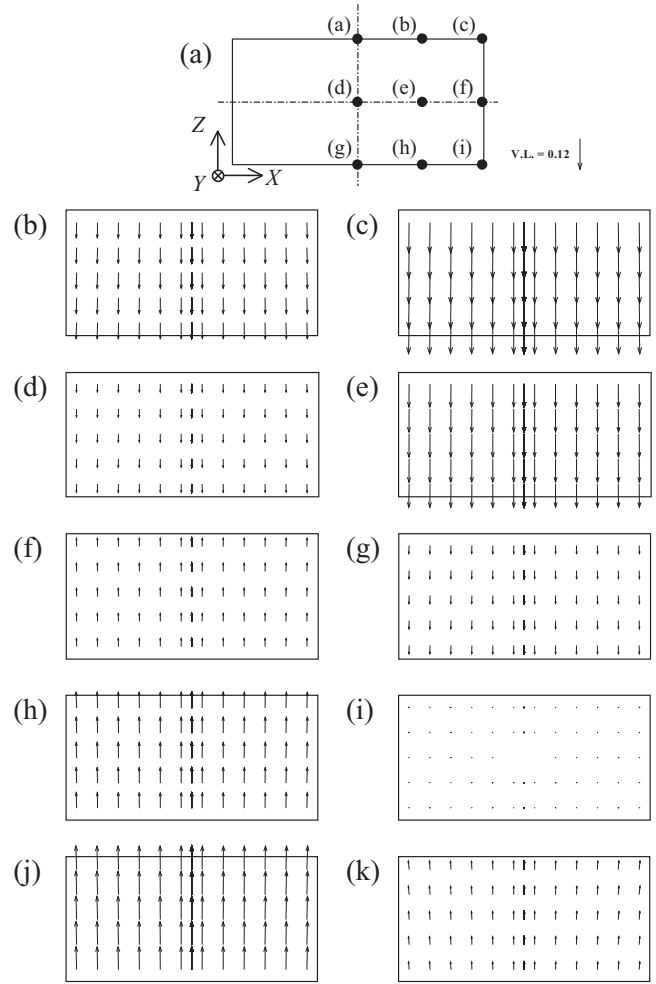 (a) (b) (c)
(a)
(d) (e) (f)
Z
(g) (h) (i)
V.L. = 0.12
Y X
(b) (c)
(d) (e)
(f) (g)
(h) (i)
(j) (k)